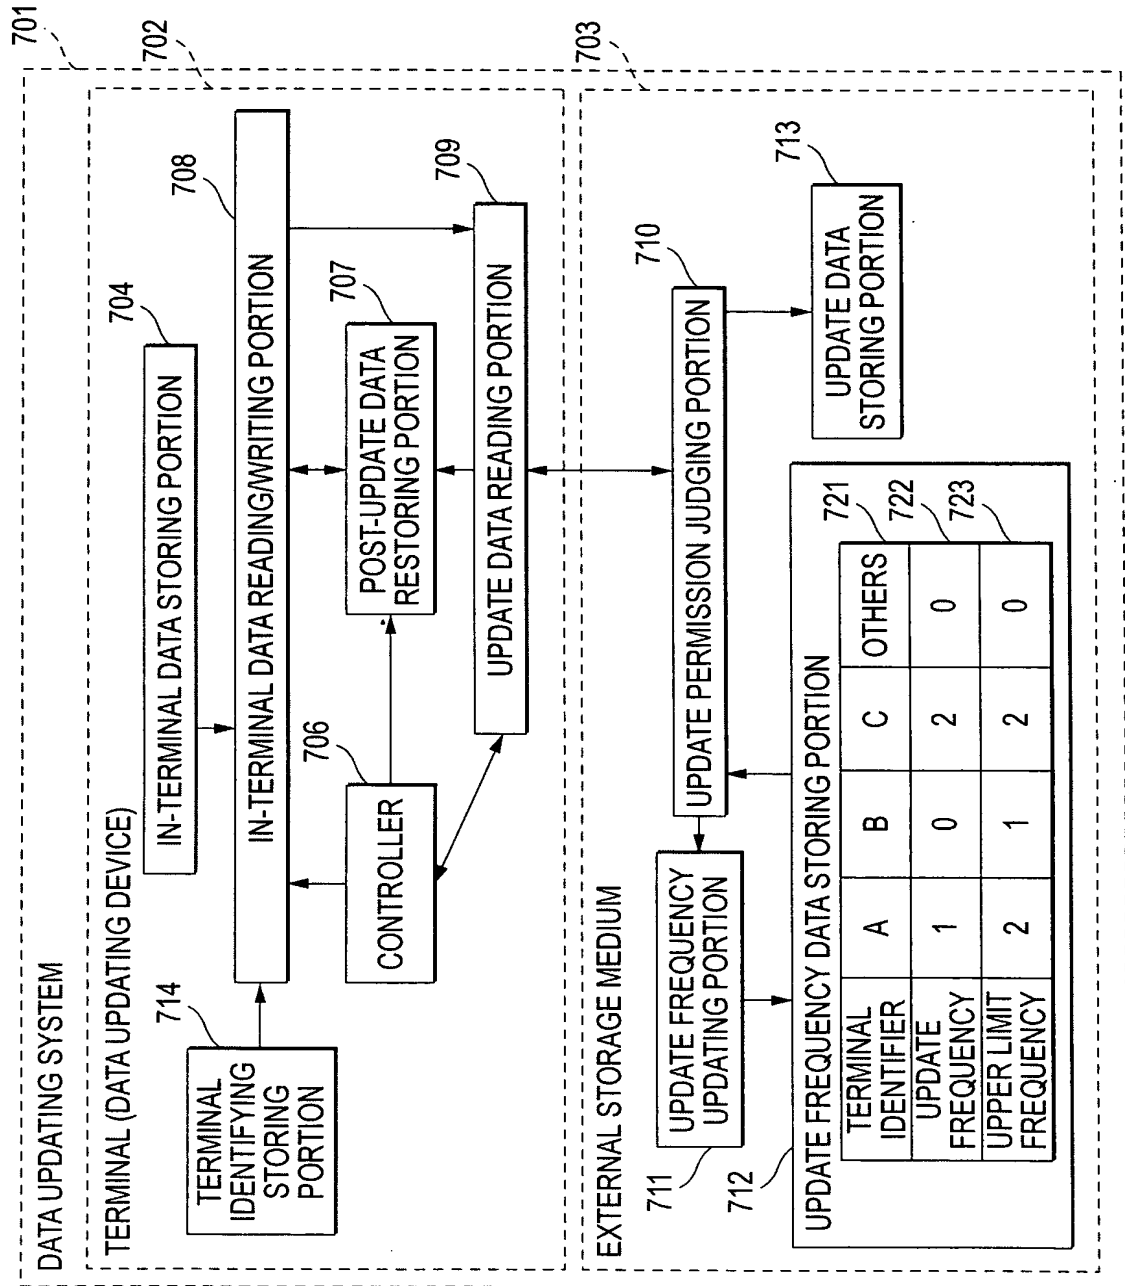 701
DATA UPDATING SYSTEM
702
TERMINAL (DATA UPDATING DEVICE)
704
IN-TERMINAL DATA STORING PORTION
714
TERMINAL
IDENTIFYING
STORING
PORTION
708
IN-TERMINAL DATA READING/WRITING PORTION
706
CONTROLLER
707
POST-UPDATE DATA
RESTORING PORTION
709
UPDATE DATA READING PORTION
703
EXTERNAL STORAGE MEDIUM
710
UPDATE PERMISSION JUDGING PORTION
711
UPDATE FREQUENCY
UPDATING PORTION
713
UPDATE DATA
STORING PORTION
712
UPDATE FREQUENCY DATA STORING PORTION
TERMINAL
IDENTIFIER
A
B
C
OTHERS
721
UPDATE
FREQUENCY
1
0
2
0
722
UPPER LIMIT
FREQUENCY
2
1
2
0
723